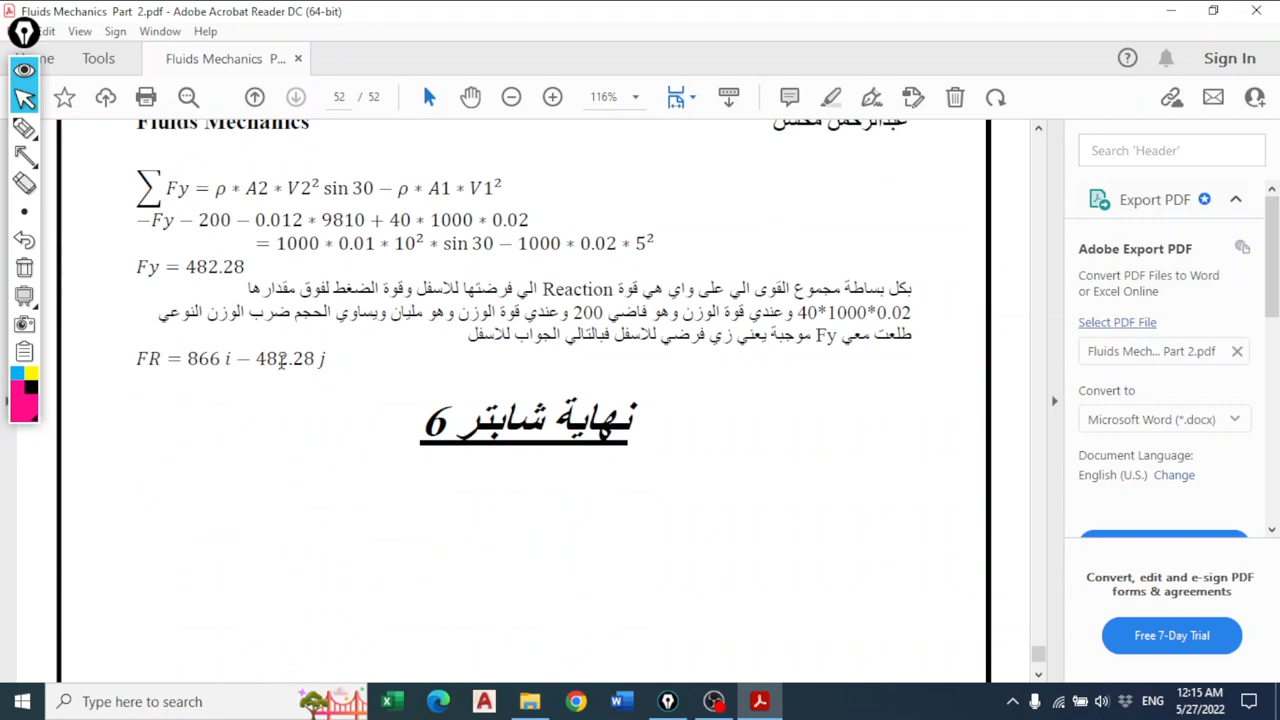 Fluids Mechanics Part 2.pdf - Adobe Acrobat Reader DC (64-bit)
View Sign Window Help
Tools
Fluids Mechanics P...
Sign In
52 / 52
116%
Fluids Mechanics عبدالرحمن محسن
∑ Fy = ρ * A2 * V2² sin 30 − ρ * A1 * V1²
−Fy − 200 − 0.012 * 9810 + 40 * 1000 * 0.02
= 1000 * 0.01 * 10² * sin 30 − 1000 * 0.02 * 5²
Fy = 482.28
بكل بساطة مجموع القوى الي على واي هي قوة Reaction الي فرضتها للاسفل وقوة الضغط لفوق مقدارها
40*1000*0.02 وعندي قوة الوزن وهو فاضي 200 وعندي قوة الوزن وهو مليان ويساوي الحجم ضرب الوزن النوعي
طلعت معي Fy موجبة يعني زي فرضي للاسفل فبالتالي الجواب للاسفل
FR = 866 i − 482.28 j
نهاية شابتر 6
Search 'Header'
Export PDF
Adobe Export PDF
Convert PDF Files to Word
or Excel Online
Select PDF File
Fluids Mech... Part 2.pdf
Convert to
Microsoft Word (*.docx)
Document Language:
English (U.S.) Change
Convert, edit and e-sign PDF
forms & agreements
Free 7-Day Trial
Type here to search
ENG
12:15 AM
5/27/2022